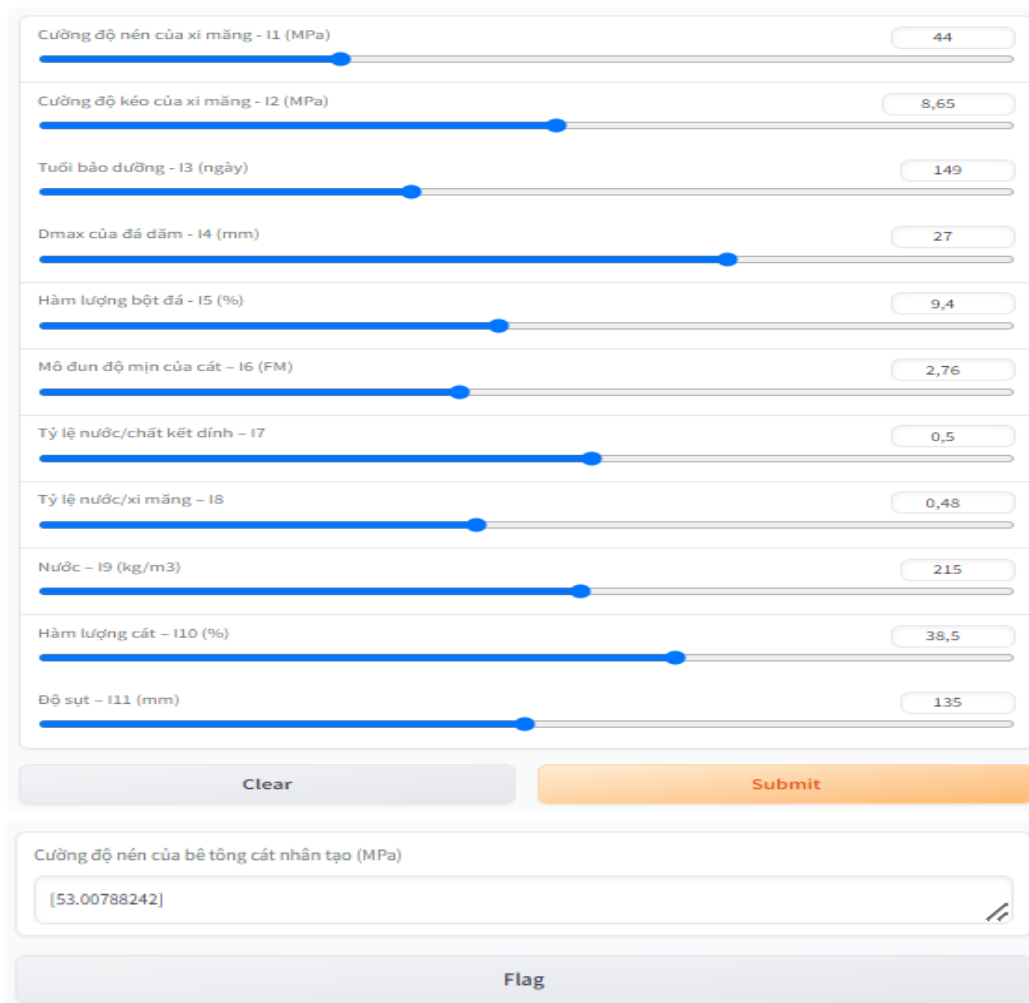 Cường độ nén của xi măng - I1 (MPa) 44
Cường độ kéo của xi măng - I2 (MPa) 8,65
Tuổi bảo dưỡng - I3 (ngày) 149
Dmax của đá dăm - I4 (mm) 27
Hàm lượng bột đá - I5 (%) 9,4
Mô đun độ mịn của cát – I6 (FM) 2,76
Tỷ lệ nước/chất kết dính – I7 0,5
Tỷ lệ nước/xi măng – I8 0,48
Nước – I9 (kg/m3) 215
Hàm lượng cát – I10 (%) 38,5
Độ sụt – I11 (mm) 135
Clear Submit
Cường độ nén của bê tông cát nhân tạo (MPa)
[53.00788242]
Flag